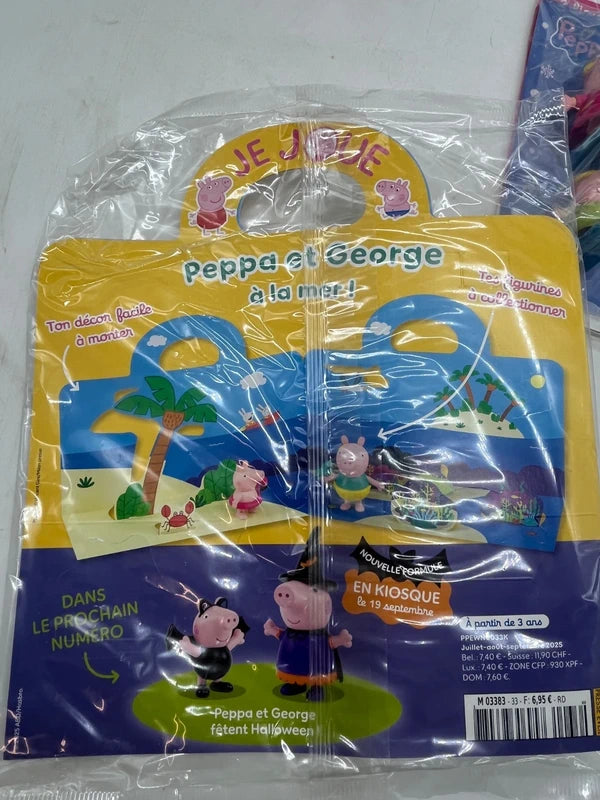 JE JOUE
Peppa et George
à la mer !
Ton décor facile
à monter
Tes figurines
à collectionner
NOUVELLE FORMULE
EN KIOSQUE
le 19 septembre
DANS
LE PROCHAIN
NUMÉRO
Peppa et George
fêtent Halloween
À partir de 3 ans
Juillet-août-septembre 2025
Bel.: 7,40 € - Suisse : 11,90 CHF -
Lux.: 7,40 € - ZONE CFP : 930 XPF -
DOM : 7,60 €.
M 03383 - 33 - F: 6,95 € - RD
Peppa